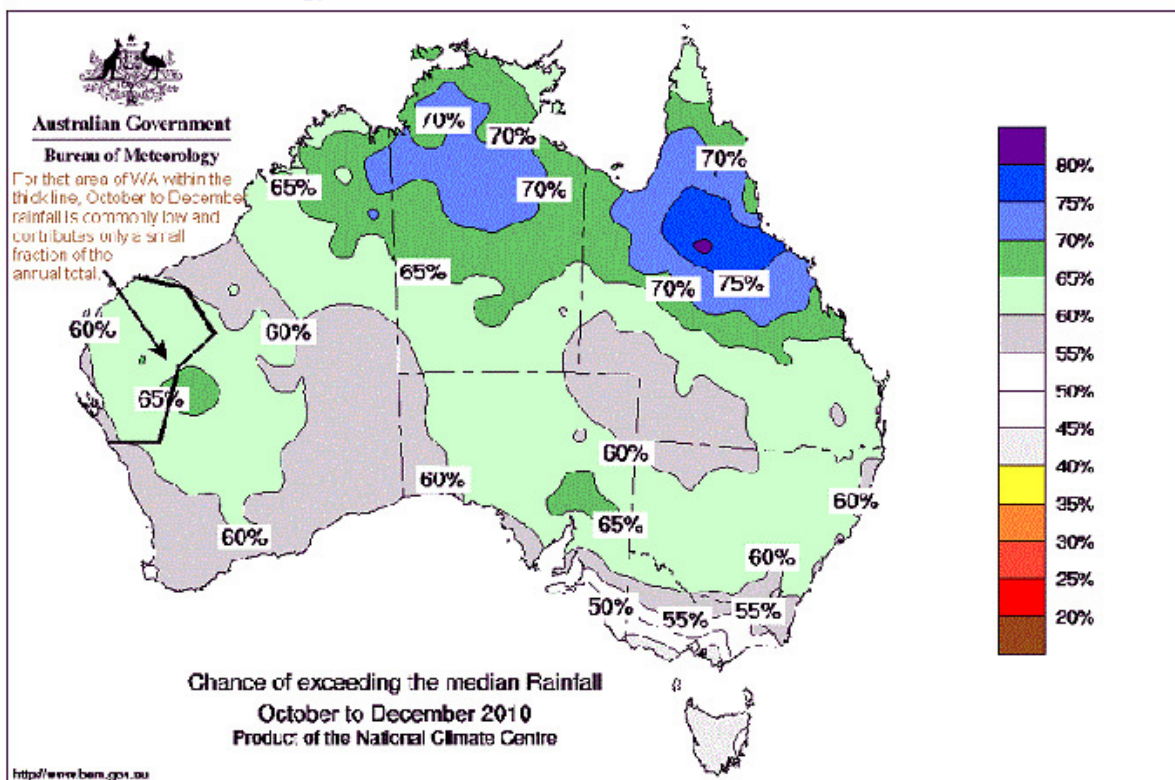 Australian Government
Bureau of Meteorology
For that area of WA within the
thick line, October to December
rainfall is commonly low and
contributes only a small
fraction of the
annual total.
70%
70%
70%
70%
65%
65%
70%
75%
60%
60%
65%
60%
60%
65%
60%
60%
60%
50%
55%
55%
80%
75%
70%
65%
60%
55%
50%
45%
40%
35%
30%
25%
20%
Chance of exceeding the median Rainfall
October to December 2010
Product of the National Climate Centre
http://www.bom.gov.au